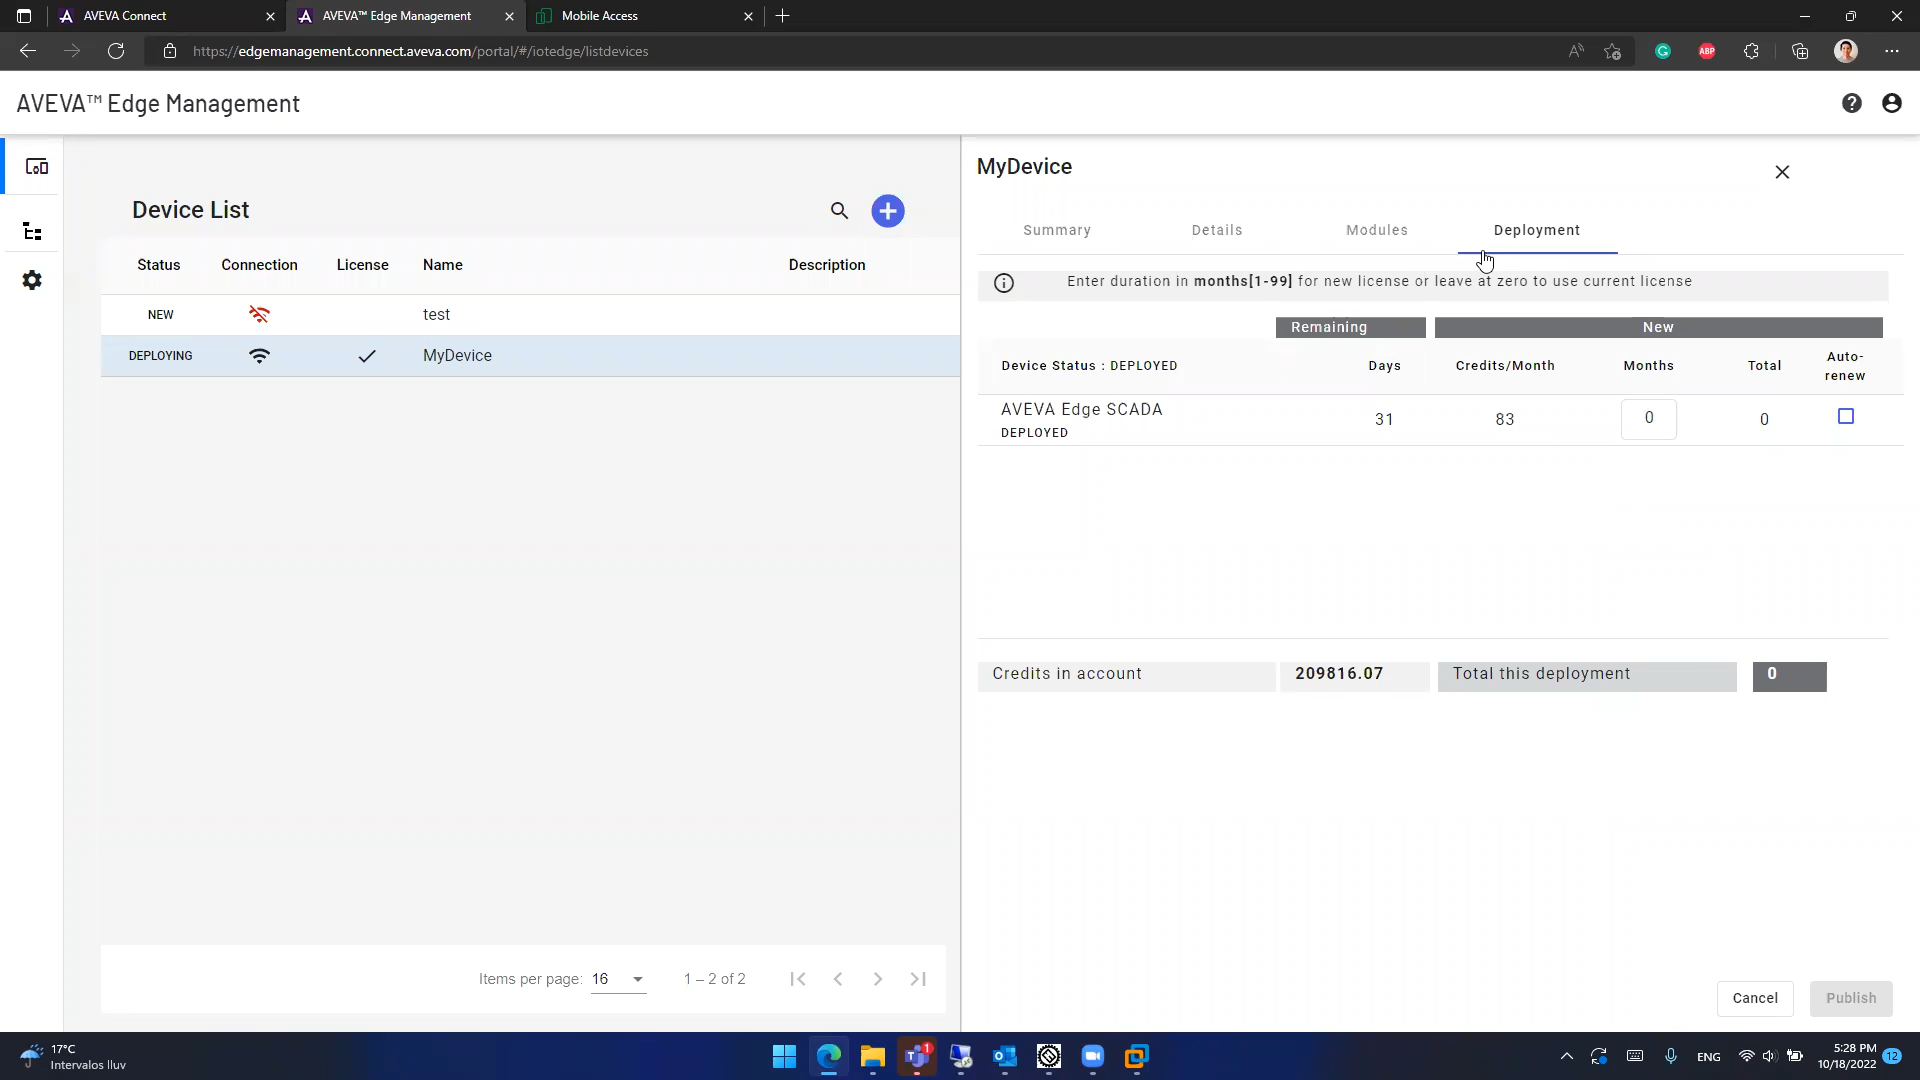 AVEVA Connect
AVEVA™ Edge Management
Mobile Access
https://edgemanagement.connect.aveva.com/portal/#/iotedge/listdevices
ABP
AVEVA™ Edge Management
Device List
Status Connection License Name Description
NEW test
DEPLOYING MyDevice
Items per page: 16 1 – 2 of 2
MyDevice
Summary Details Modules Deployment
Enter duration in months[1-99] for new license or leave at zero to use current license
Remaining New
Device Status : DEPLOYED Days Credits/Month Months Total Auto-
renew
AVEVA Edge SCADA 31 83 0 0
DEPLOYED
Credits in account 209816.07 Total this deployment 0
Cancel Publish
17°C
Intervalos lluv
1
ENG
5:28 PM
10/18/2022
12